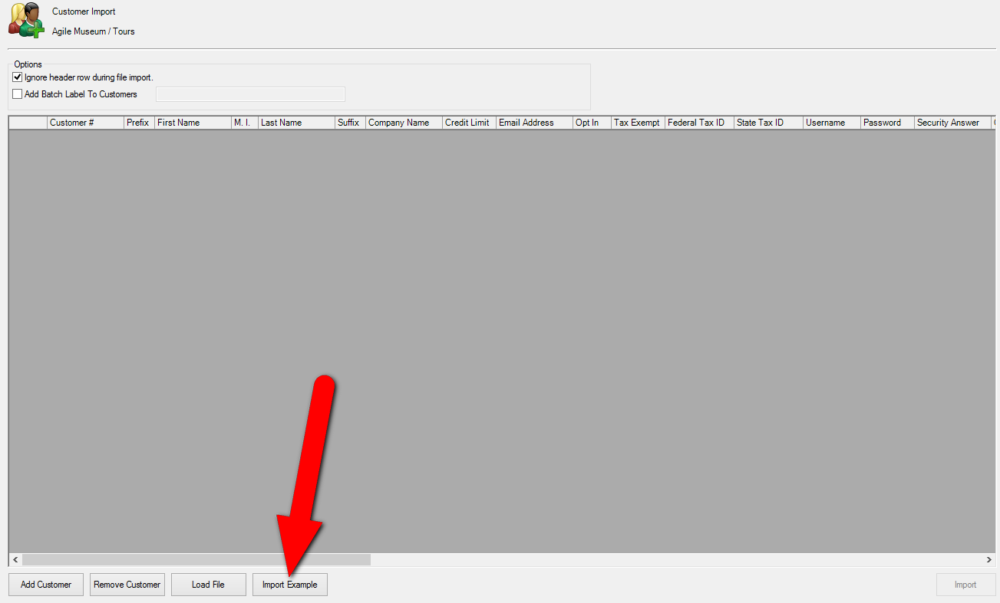 Customer Import
Agile Museum / Tours
Options
Ignore header row during file import.
Add Batch Label To Customers
Customer # Prefix First Name M. I. Last Name Suffix Company Name Credit Limit Email Address Opt In Tax Exempt Federal Tax ID State Tax ID Username Password Security Answer
Add Customer Remove Customer Load File Import Example Import